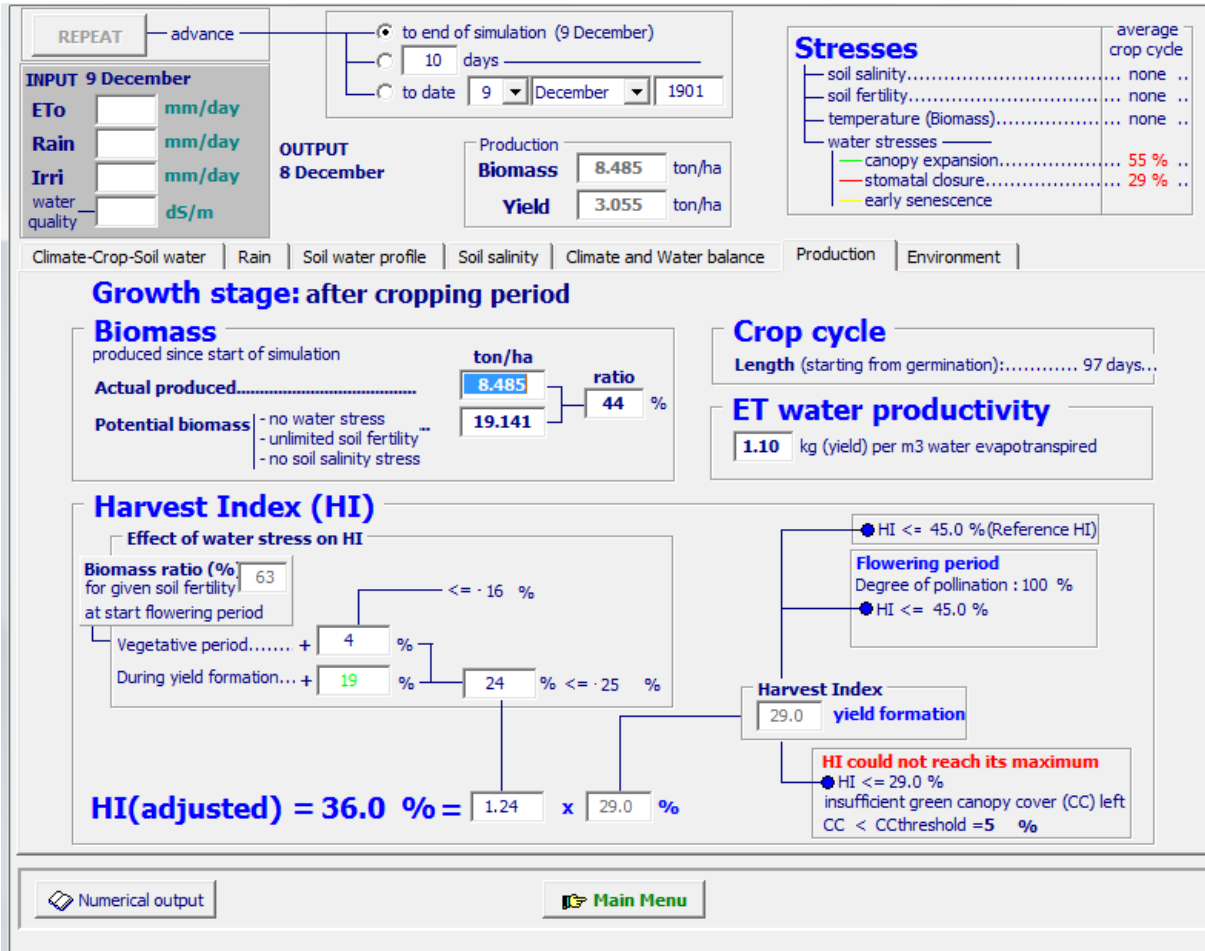 REPEAT
advance
to end of simulation (9 December)
10 days
to date 9 December 1901
INPUT 9 December
ETo mm/day
Rain mm/day
Irri mm/day
water quality dS/m
OUTPUT
8 December
Production
Biomass 8.485 ton/ha
Yield 3.055 ton/ha
Stresses
average
crop cycle
soil salinity.................................. none ..
soil fertility.................................. none ..
temperature (Biomass).................. none ..
water stresses
canopy expansion.................. 55 % ..
stomatal closure.................... 29 % ..
early senescence
Climate-Crop-Soil water
Rain
Soil water profile
Soil salinity
Climate and Water balance
Production
Environment
Growth stage: after cropping period
Biomass
produced since start of simulation
ton/ha
Actual produced........................................ 8.485
ratio
44 %
Potential biomass
- no water stress
- unlimited soil fertility
- no soil salinity stress
... 19.141
Crop cycle
Length (starting from germination):............ 97 days...
ET water productivity
1.10 kg (yield) per m3 water evapotranspired
Harvest Index (HI)
Effect of water stress on HI
Biomass ratio (%)
for given soil fertility 63
at start flowering period
<= · 16 %
Vegetative period....... + 4 %
During yield formation... + 19 %
24 % <= · 25 %
HI <= 45.0 % (Reference HI)
Flowering period
Degree of pollination : 100 %
HI <= 45.0 %
Harvest Index
29.0 yield formation
HI could not reach its maximum
HI <= 29.0 %
insufficient green canopy cover (CC) left
CC < CCthreshold = 5 %
HI(adjusted) = 36.0 % = 1.24 x 29.0 %
Numerical output
Main Menu